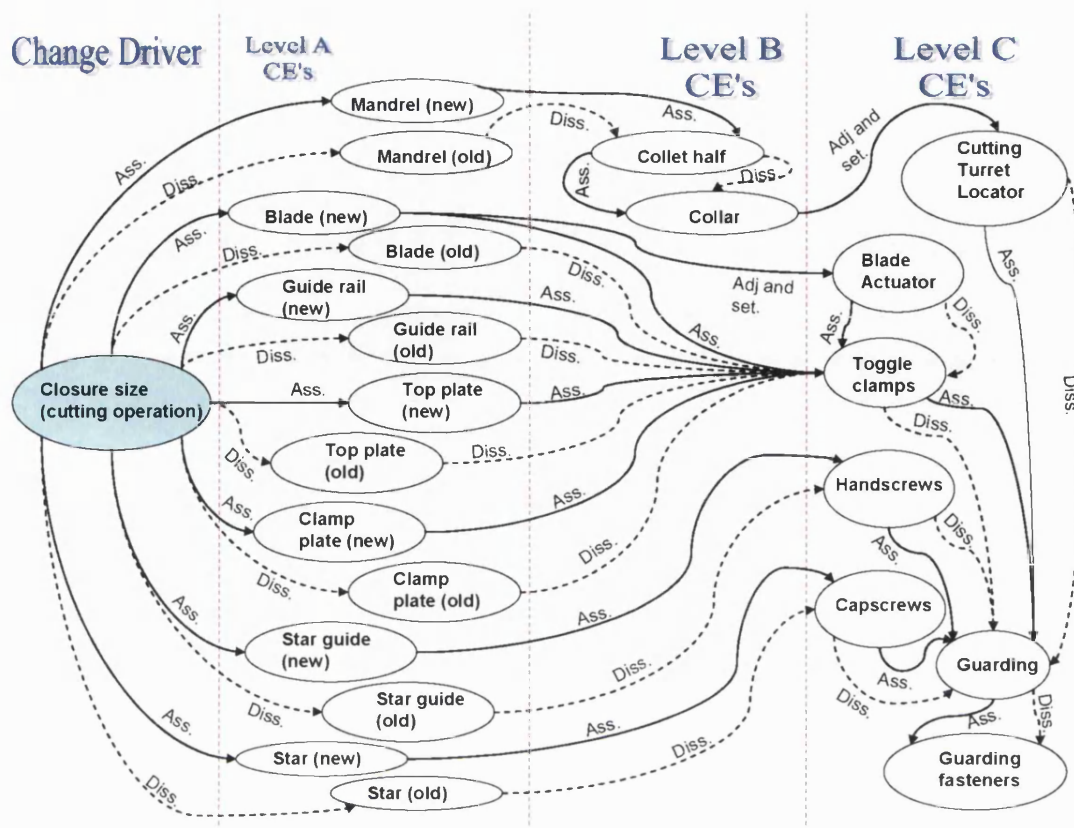 Change Driver
Level A
CE's
Level B
CE's
Level C
CE's
Mandrel (new)
Ass.
Diss.
Mandrel (old)
Ass.
Diss.
Collet half
Ass.
Diss
Collar
Adj and
set.
Cutting
Turret
Locator
Ass.
Diss.
Blade (new)
Ass.
Diss.
Blade (old)
Diss.
Adj and
set.
Blade
Actuator
Ass.
Diss.
Guide rail
(new)
Ass.
Ass.
Diss.
Guide rail
(old)
Diss.
Ass.
Toggle
clamps
Ass.
Diss.
Closure size
(cutting operation)
Ass.
Top plate
(new)
Ass.
Diss.
Top plate
(old)
Diss.
Handscrews
Ass.
Diss.
Ass.
Clamp
plate (new)
Ass.
Diss.
Clamp
plate (old)
Diss.
Capscrews
Ass.
Diss.
Ass.
Star guide
(new)
Ass.
Guarding
Ass.
Diss.
Diss.
Star guide
(old)
Diss.
Ass.
Star (new)
Ass.
Guarding
fasteners
Diss.
Star (old)
Diss.